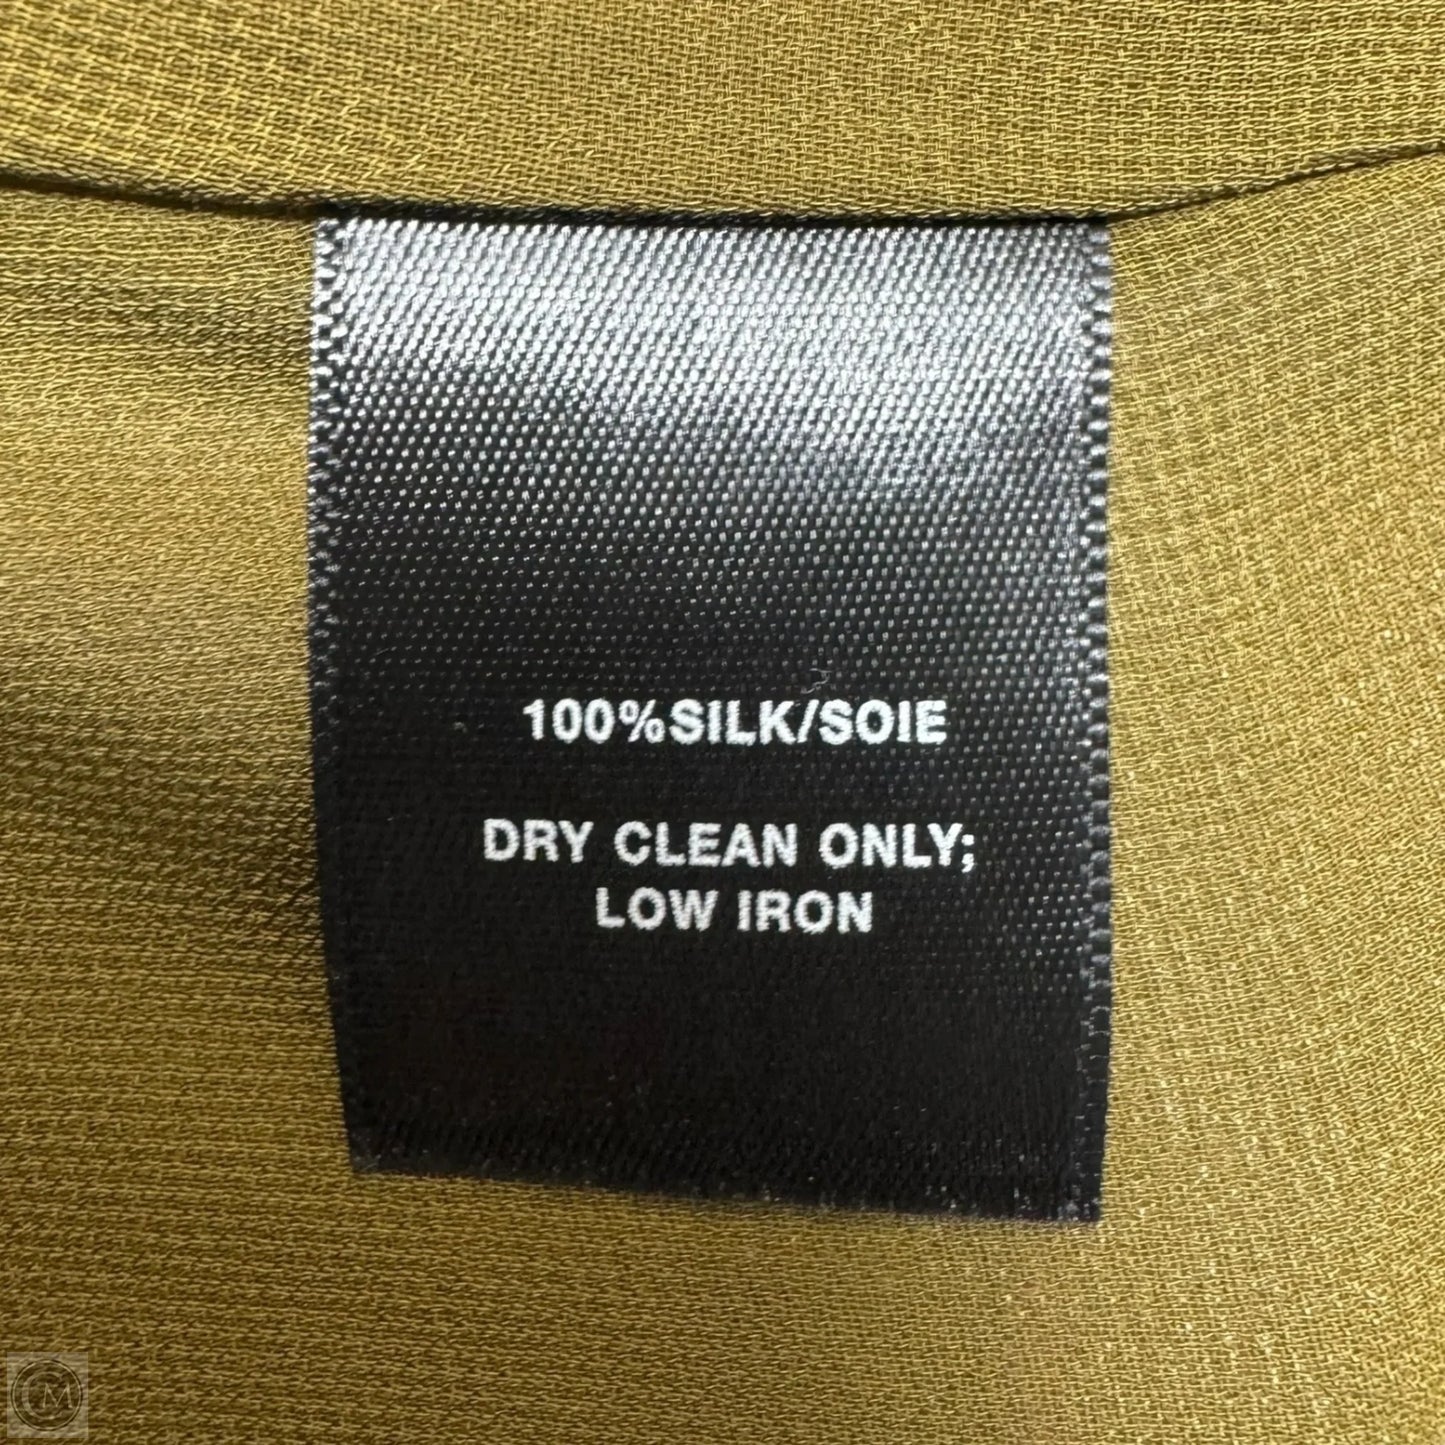 100%SILK/SOIE
DRY CLEAN ONLY;
LOW IRON
M